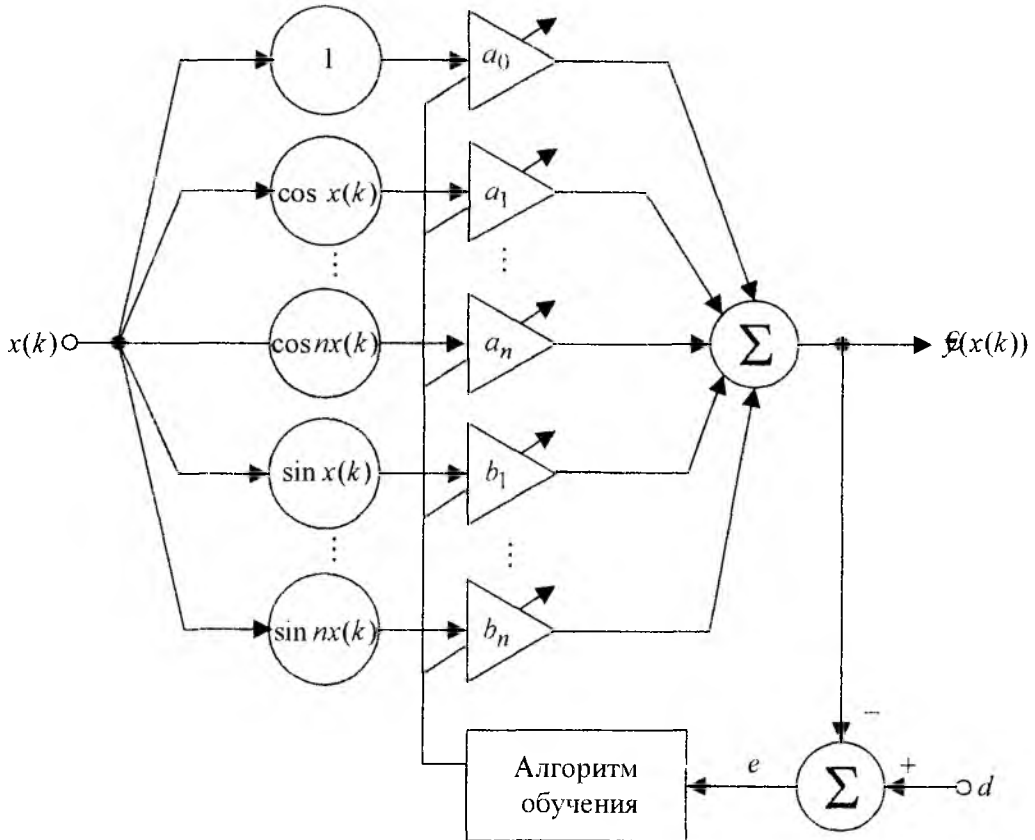 1
a₀
cos x(k)
a₁
x(k)
cos nx(k)
aₙ
Σ
(x(k))
sin x(k)
b₁
sin nx(k)
bₙ
−
Алгоритм
обучения
e
Σ
+
d